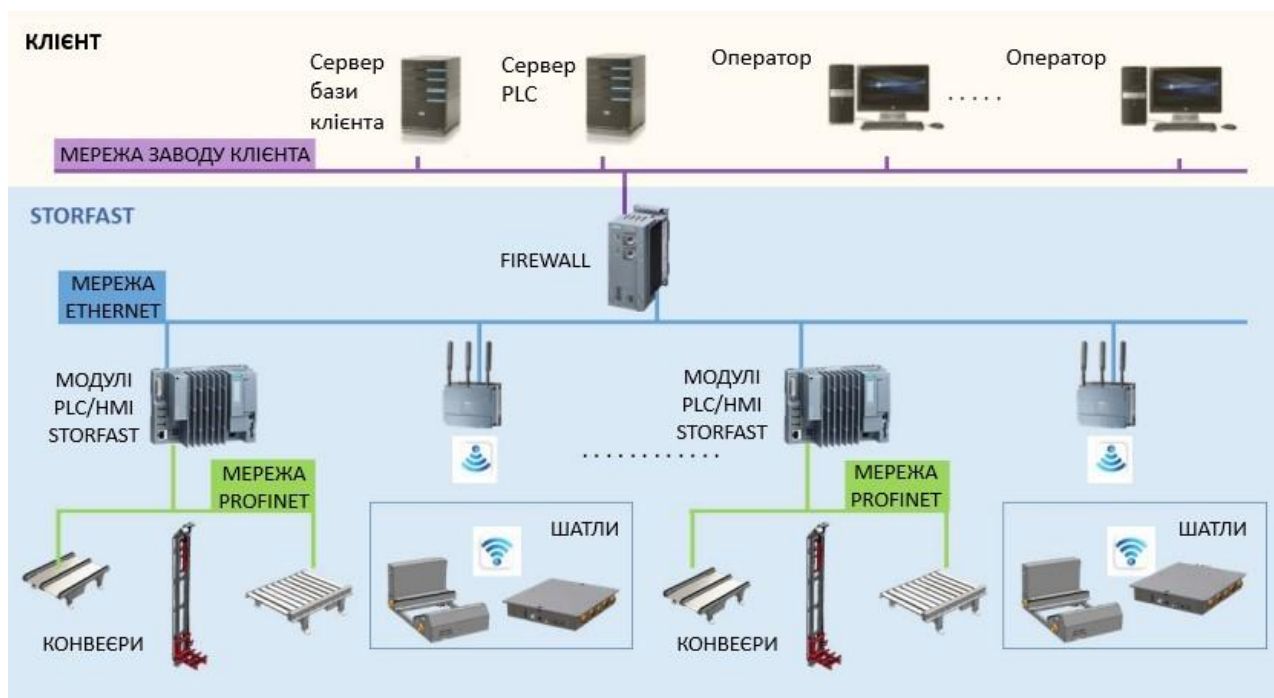 КЛІЄНТ
Сервер
бази
клієнта
Сервер
PLC
Оператор
.....
Оператор
МЕРЕЖА ЗАВОДУ КЛІЄНТА
STORFAST
FIREWALL
МЕРЕЖА
ETHERNET
МОДУЛІ
PLC/HMI
STORFAST
............
МОДУЛІ
PLC/HMI
STORFAST
МЕРЕЖА
PROFINET
МЕРЕЖА
PROFINET
ШАТЛИ
ШАТЛИ
КОНВЕЄРИ
КОНВЕЄРИ